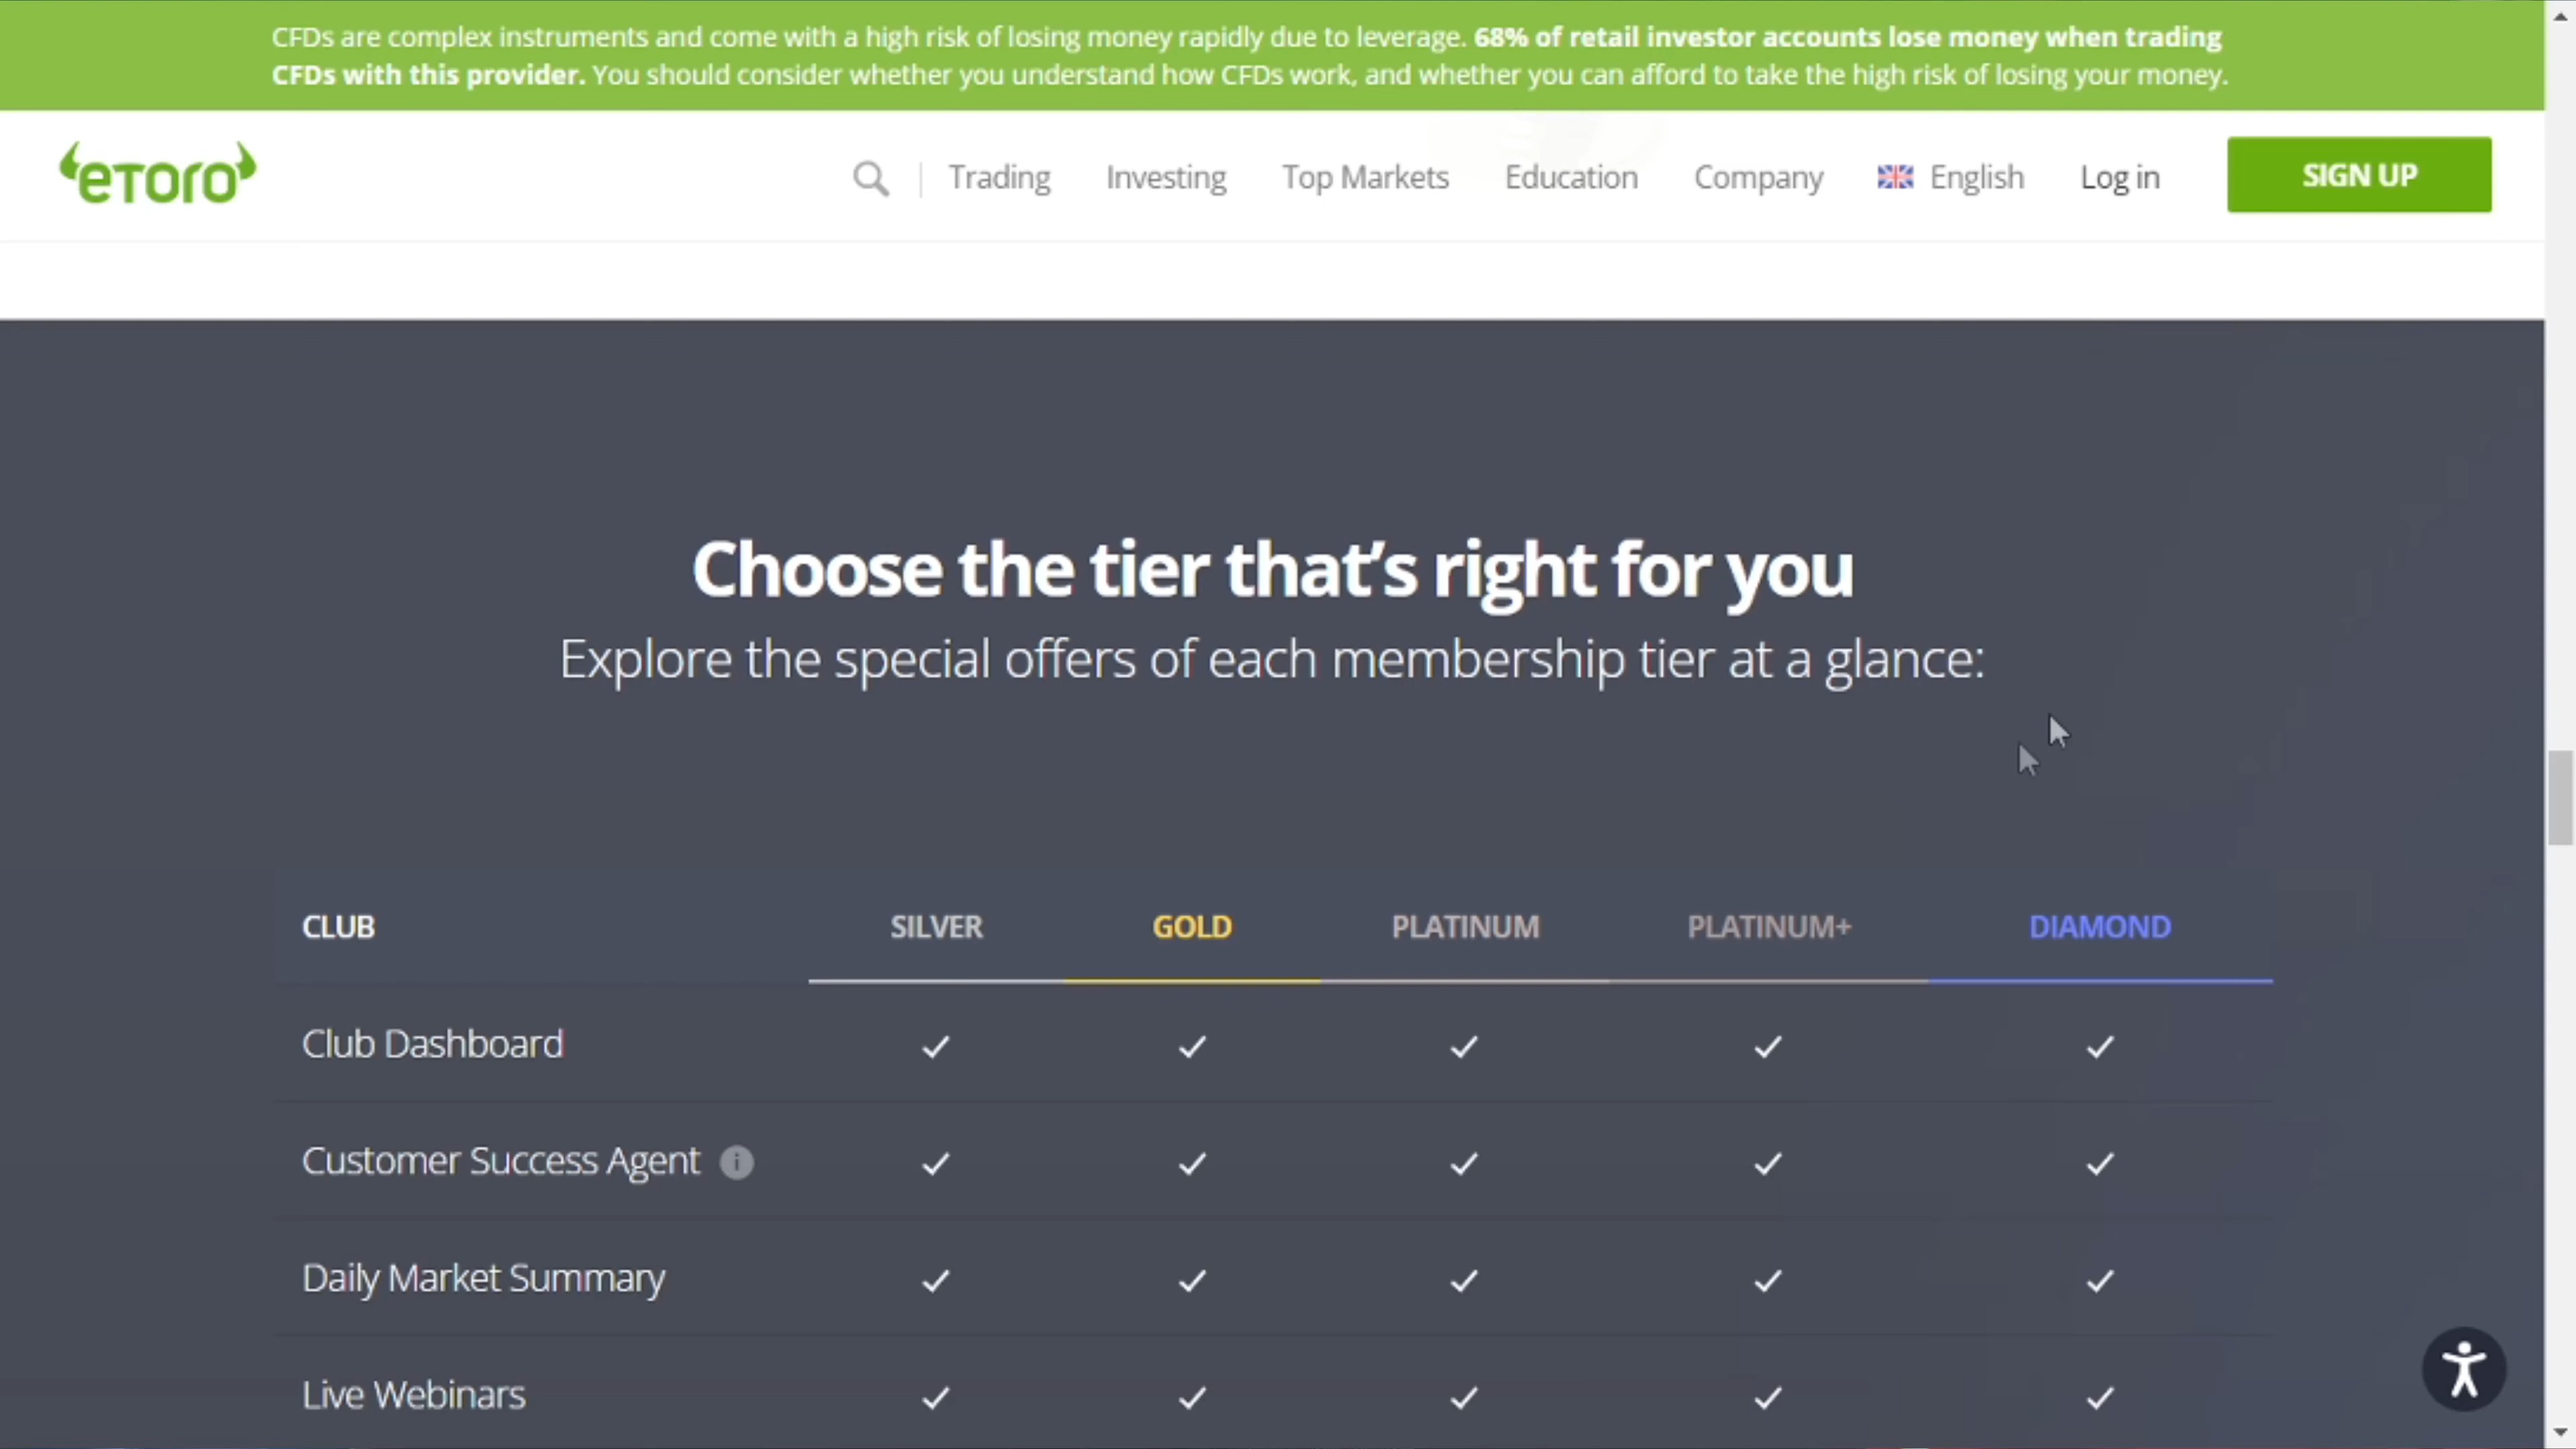 CFDs are complex instruments and come with a high risk of losing money rapidly due to leverage. 68% of retail investor accounts lose money when trading
CFDs with this provider. You should consider whether you understand how CFDs work, and whether you can afford to take the high risk of losing your money.
eToro
Trading Investing Top Markets Education Company English Log in SIGN UP
Choose the tier that's right for you
Explore the special offers of each membership tier at a glance:
CLUB SILVER GOLD PLATINUM PLATINUM+ DIAMOND
Club Dashboard
Customer Success Agent i
Daily Market Summary
Live Webinars